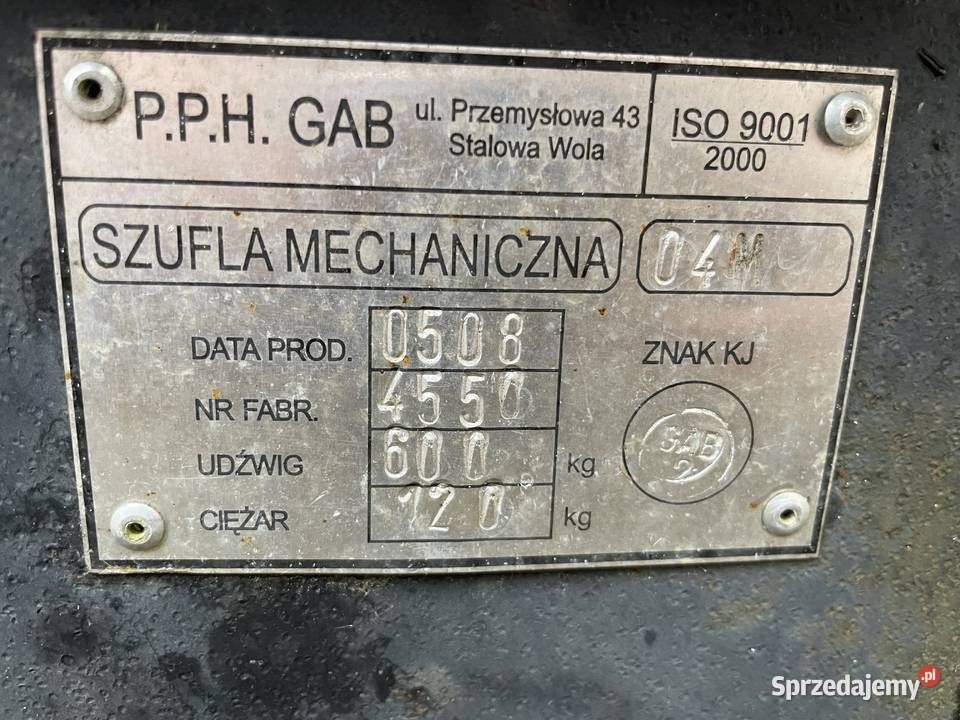 P.P.H. GAB
ul. Przemysłowa 43
Stalowa Wola
ISO 9001
2000
SZUFLA MECHANICZNA
04M
DATA PROD. 0508
NR FABR. 4550
UDŹWIG 600 kg
CIĘŻAR 120 kg
ZNAK KJ
GAB
2
Sprzedajemy.pl